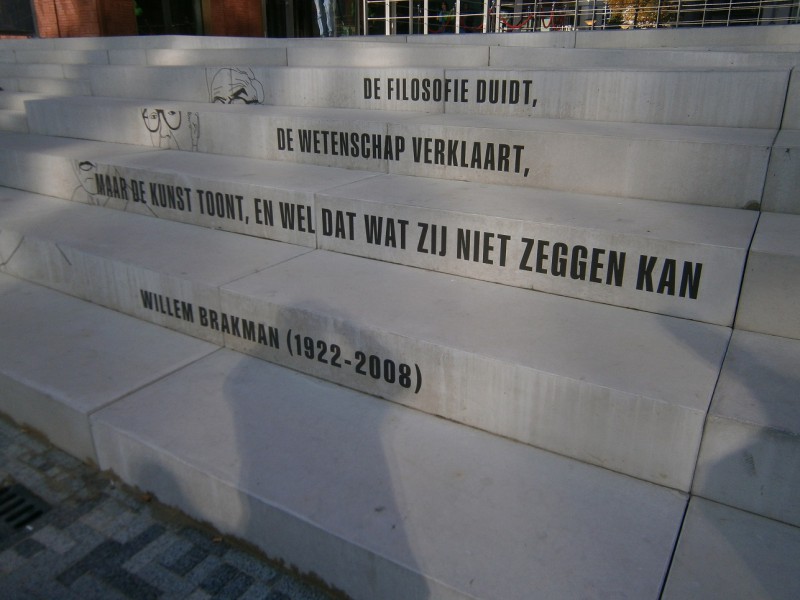 DE FILOSOFIE DUIDT,
DE WETENSCHAP VERKLAART,
MAAR DE KUNST TOONT, EN WEL DAT WAT ZIJ NIET ZEGGEN KAN
WILLEM BRAKMAN (1922-2008)